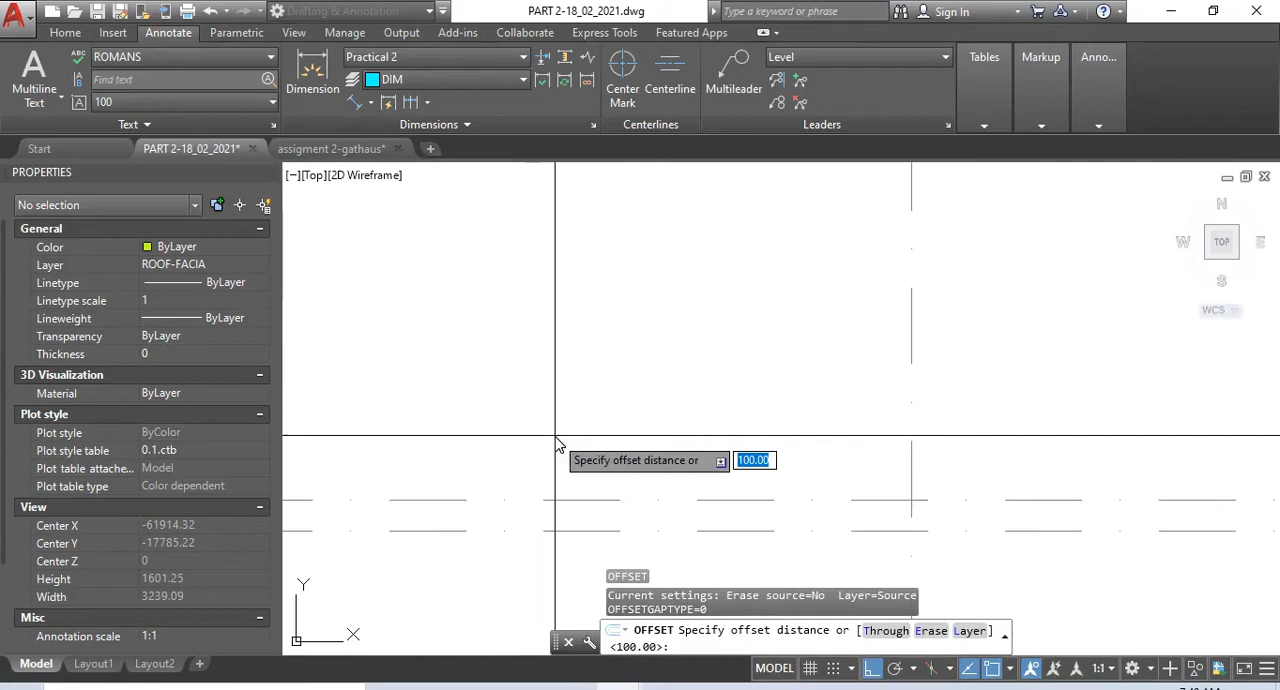 Drafting & Annotation
PART 2-18_02_2021.dwg
Type a keyword or phrase
Sign In
Home Insert Annotate Parametric View Manage Output Add-ins Collaborate Express Tools Featured Apps
Multiline
Text
ROMANS
Find text
100
Text
Dimension
Practical 2
DIM
Dimensions
Center
Mark
Centerline
Centerlines
Multileader
Level
Leaders
Tables
Markup
Anno...
Start
PART 2-18_02_2021*
assigment 2-gathaus*
PROPERTIES
No selection
General
Color ByLayer
Layer ROOF-FACIA
Linetype ByLayer
Linetype scale 1
Lineweight ByLayer
Transparency ByLayer
Thickness 0
3D Visualization
Material ByLayer
Plot style
Plot style ByColor
Plot style table 0.1.ctb
Plot table attache... Model
Plot table type Color dependent
View
Center X -61914.32
Center Y -17785.22
Center Z 0
Height 1601.25
Width 3239.09
Misc
Annotation scale 1:1
[−][Top][2D Wireframe]
N
W TOP E
S
WCS
Specify offset distance or 100.00
Y
X
OFFSET
Current settings: Erase source=No Layer=Source
OFFSETGAPTYPE=0
OFFSET Specify offset distance or [Through Erase Layer]
<100.00>:
Model Layout1 Layout2
MODEL
1:1